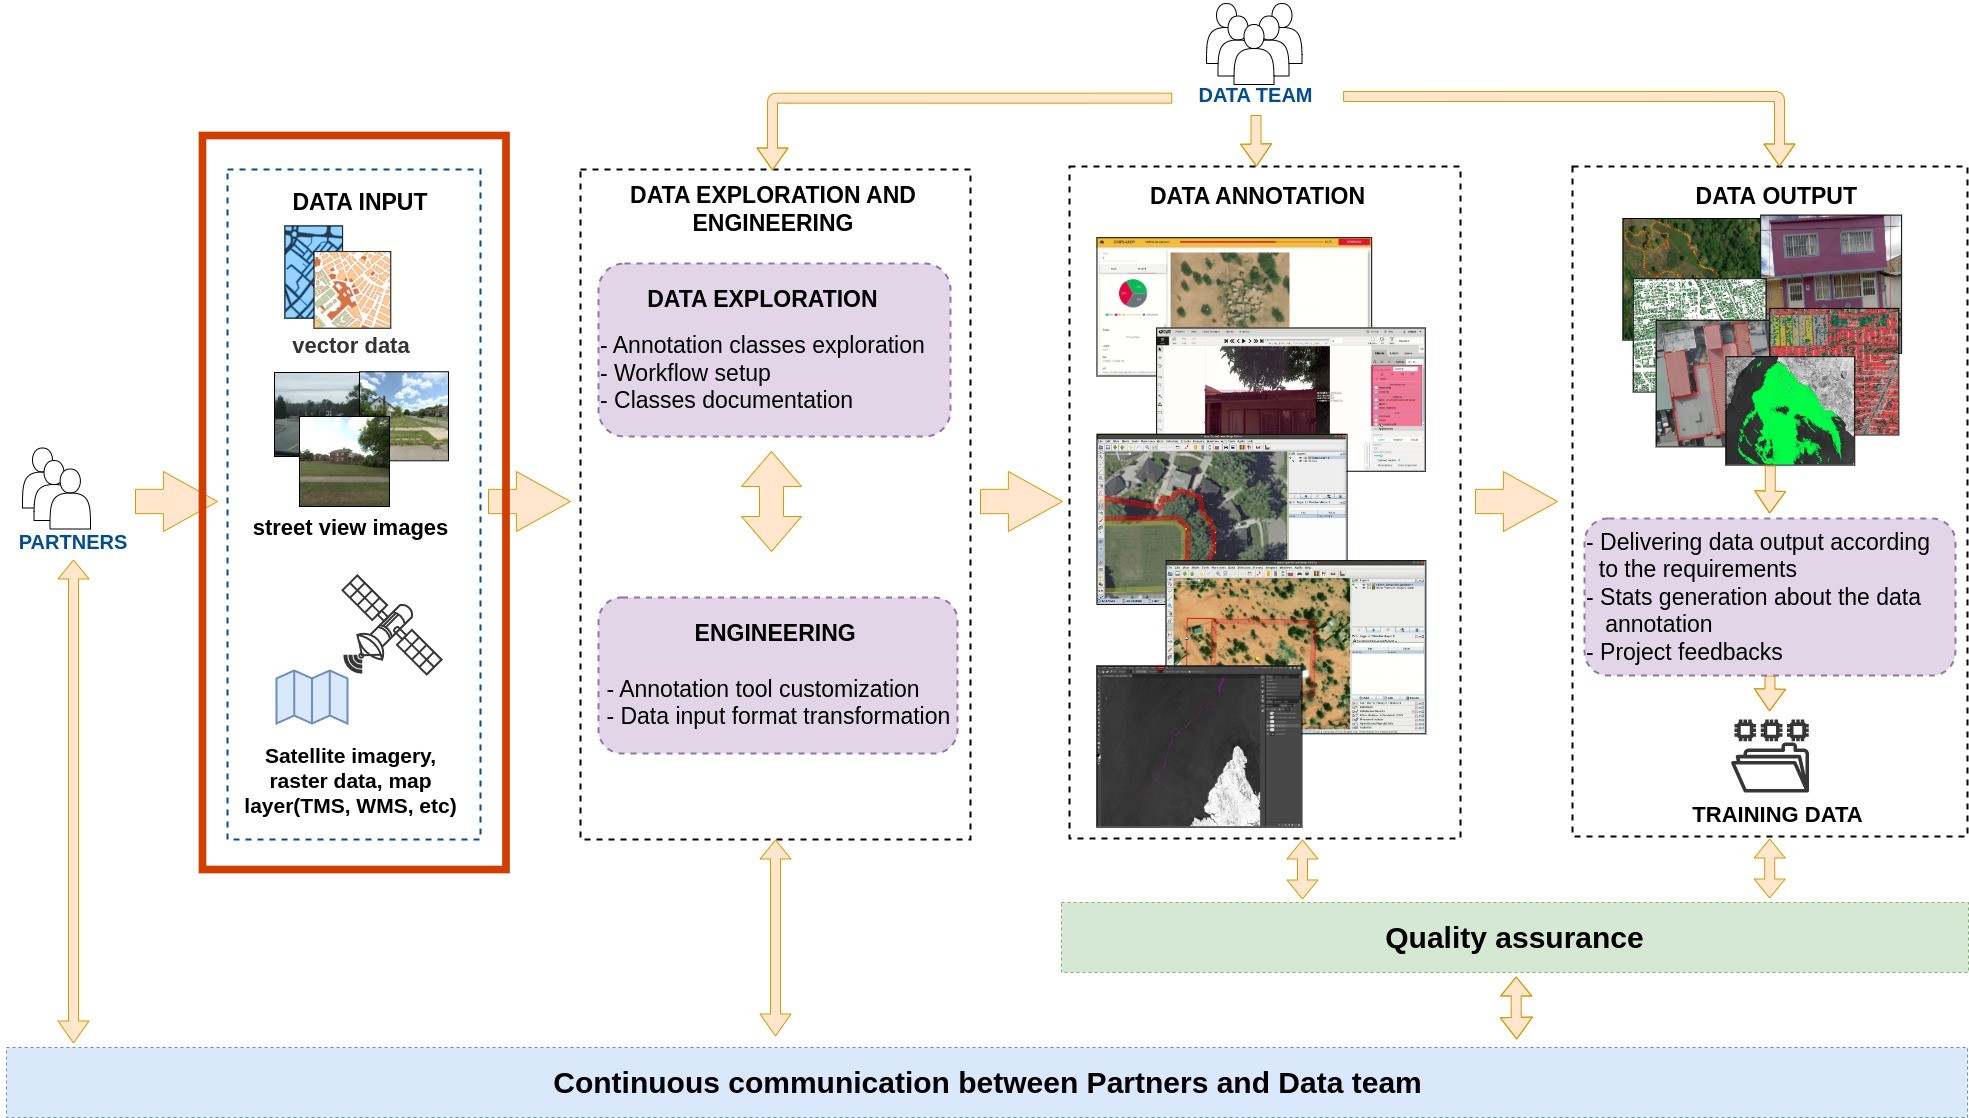 DATA TEAM
PARTNERS
DATA INPUT
vector data
street view images
Satellite imagery,
raster data, map
layer(TMS, WMS, etc)
DATA EXPLORATION AND
ENGINEERING
DATA EXPLORATION
- Annotation classes exploration
- Workflow setup
- Classes documentation
ENGINEERING
- Annotation tool customization
- Data input format transformation
DATA ANNOTATION
DATA OUTPUT
- Delivering data output according
to the requirements
- Stats generation about the data
annotation
- Project feedbacks
TRAINING DATA
Quality assurance
Continuous communication between Partners and Data team